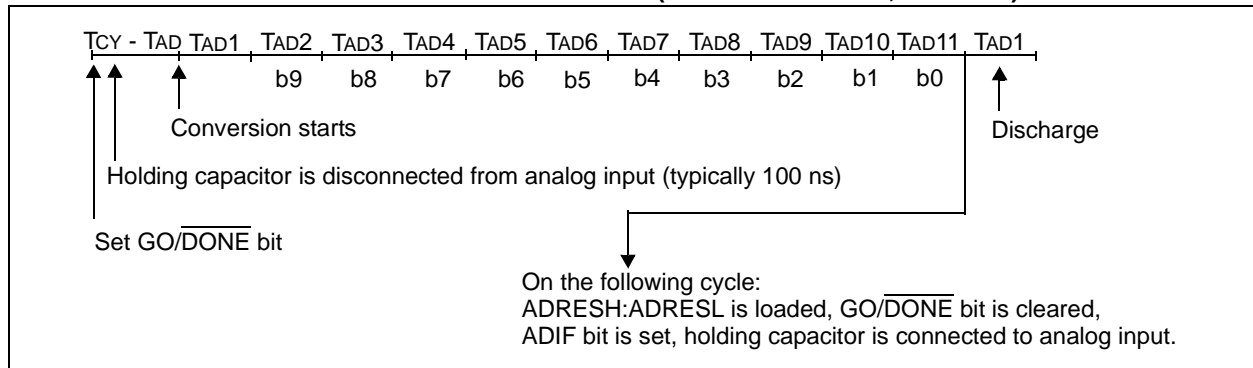 TCY - TAD TAD1 TAD2 TAD3 TAD4 TAD5 TAD6 TAD7 TAD8 TAD9 TAD10 TAD11 TAD1
b9 b8 b7 b6 b5 b4 b3 b2 b1 b0
Conversion starts
Discharge
Holding capacitor is disconnected from analog input (typically 100 ns)
Set GO/DONE bit
On the following cycle:
ADRESH:ADRESL is loaded, GO/DONE bit is cleared,
ADIF bit is set, holding capacitor is connected to analog input.